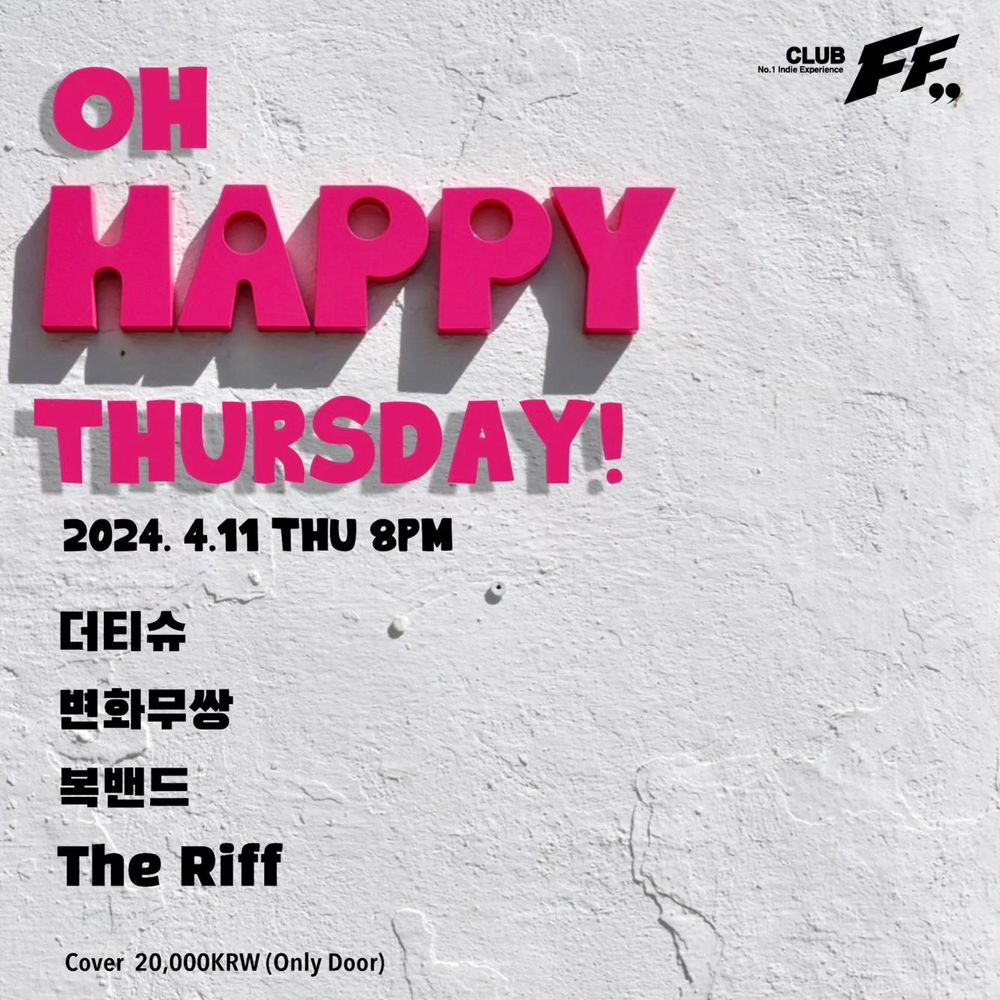 CLUB
No.1 Indie Experience
FF
OH
HAPPY
THURSDAY!
2024. 4.11 THU 8PM
더티슈
변화무쌍
복밴드
The Riff
Cover 20,000KRW (Only Door)